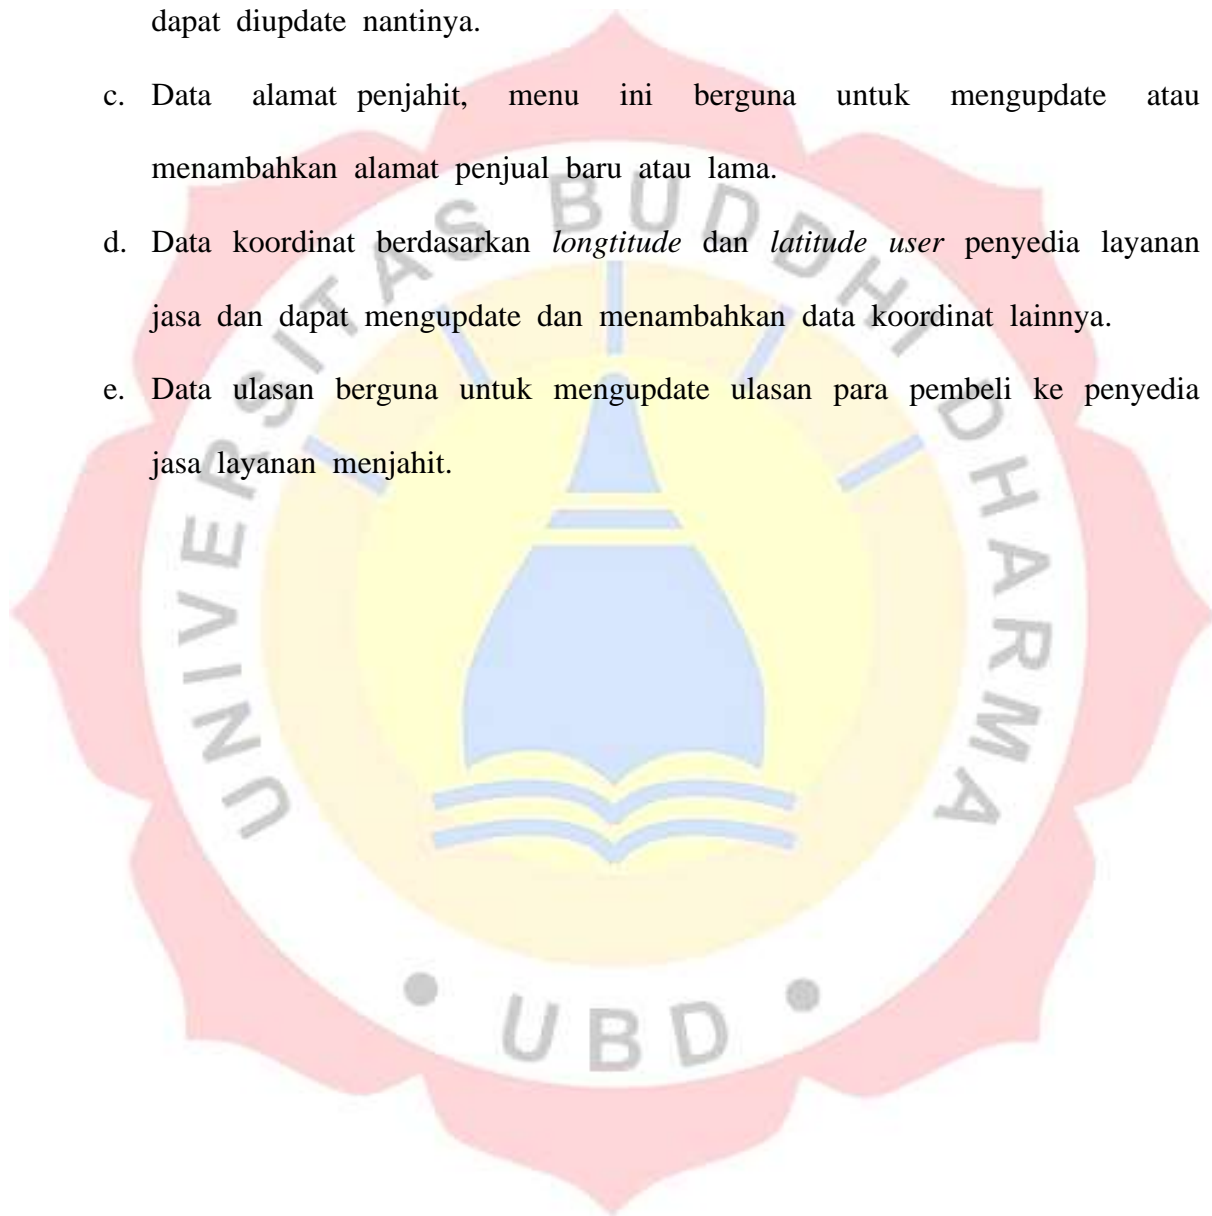 dapat diupdate nantinya.
c. Data alamat penjahit, menu ini berguna untuk mengupdate atau
menambahkan alamat penjual baru atau lama.
d. Data koordinat berdasarkan longtitude dan latitude user penyedia layanan
jasa dan dapat mengupdate dan menambahkan data koordinat lainnya.
e. Data ulasan berguna untuk mengupdate ulasan para pembeli ke penyedia
jasa layanan menjahit.
UNIVERSITAS BUDDHI DHARMA
• UBD •